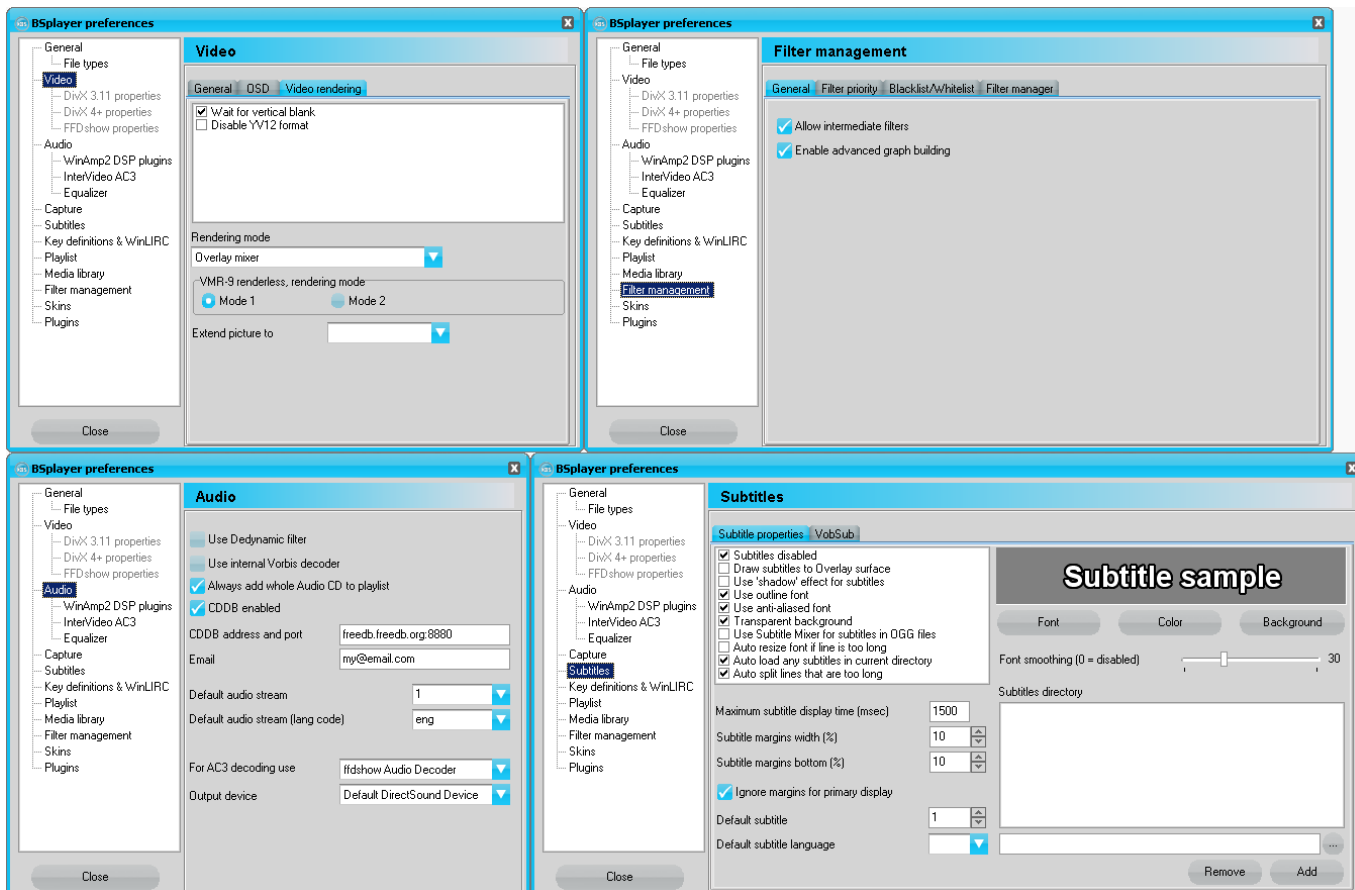 BSplayer preferences
General
File types
Video
DivX 3.11 properties
DivX 4+ properties
FFDshow properties
Audio
WinAmp2 DSP plugins
InterVideo AC3
Equalizer
Capture
Subtitles
Key definitions & WinLIRC
Playlist
Media library
Filter management
Skins
Plugins
Close
Video
General OSD Video rendering
Wait for vertical blank
Disable YV12 format
Rendering mode
Overlay mixer
VMR-9 renderless, rendering mode
Mode 1 Mode 2
Extend picture to
BSplayer preferences
General
File types
Video
DivX 3.11 properties
DivX 4+ properties
FFDshow properties
Audio
WinAmp2 DSP plugins
InterVideo AC3
Equalizer
Capture
Subtitles
Key definitions & WinLIRC
Playlist
Media library
Filter management
Skins
Plugins
Close
Filter management
General Filter priority Blacklist/Whitelist Filter manager
Allow intermediate filters
Enable advanced graph building
BSplayer preferences
General
File types
Video
DivX 3.11 properties
DivX 4+ properties
FFDshow properties
Audio
WinAmp2 DSP plugins
InterVideo AC3
Equalizer
Capture
Subtitles
Key definitions & WinLIRC
Playlist
Media library
Filter management
Skins
Plugins
Close
Audio
Use Dedynamic filter
Use internal Vorbis decoder
Always add whole Audio CD to playlist
CDDB enabled
CDDB address and port freedb.freedb.org:8880
Email my@email.com
Default audio stream 1
Default audio stream (lang code) eng
For AC3 decoding use ffdshow Audio Decoder
Output device Default DirectSound Device
BSplayer preferences
General
File types
Video
DivX 3.11 properties
DivX 4+ properties
FFDshow properties
Audio
WinAmp2 DSP plugins
InterVideo AC3
Equalizer
Capture
Subtitles
Key definitions & WinLIRC
Playlist
Media library
Filter management
Skins
Plugins
Close
Subtitles
Subtitle properties VobSub
Subtitles disabled
Draw subtitles to Overlay surface
Use 'shadow' effect for subtitles
Use outline font
Use anti-aliased font
Transparent background
Use Subtitle Mixer for subtitles in OGG files
Auto resize font if line is too long
Auto load any subtitles in current directory
Auto split lines that are too long
Subtitle sample
Font Color Background
Font smoothing (0 = disabled) 30
Subtitles directory
Maximum subtitle display time (msec) 1500
Subtitle margins width (%) 10
Subtitle margins bottom (%) 10
Ignore margins for primary display
Default subtitle 1
Default subtitle language
...
Remove Add